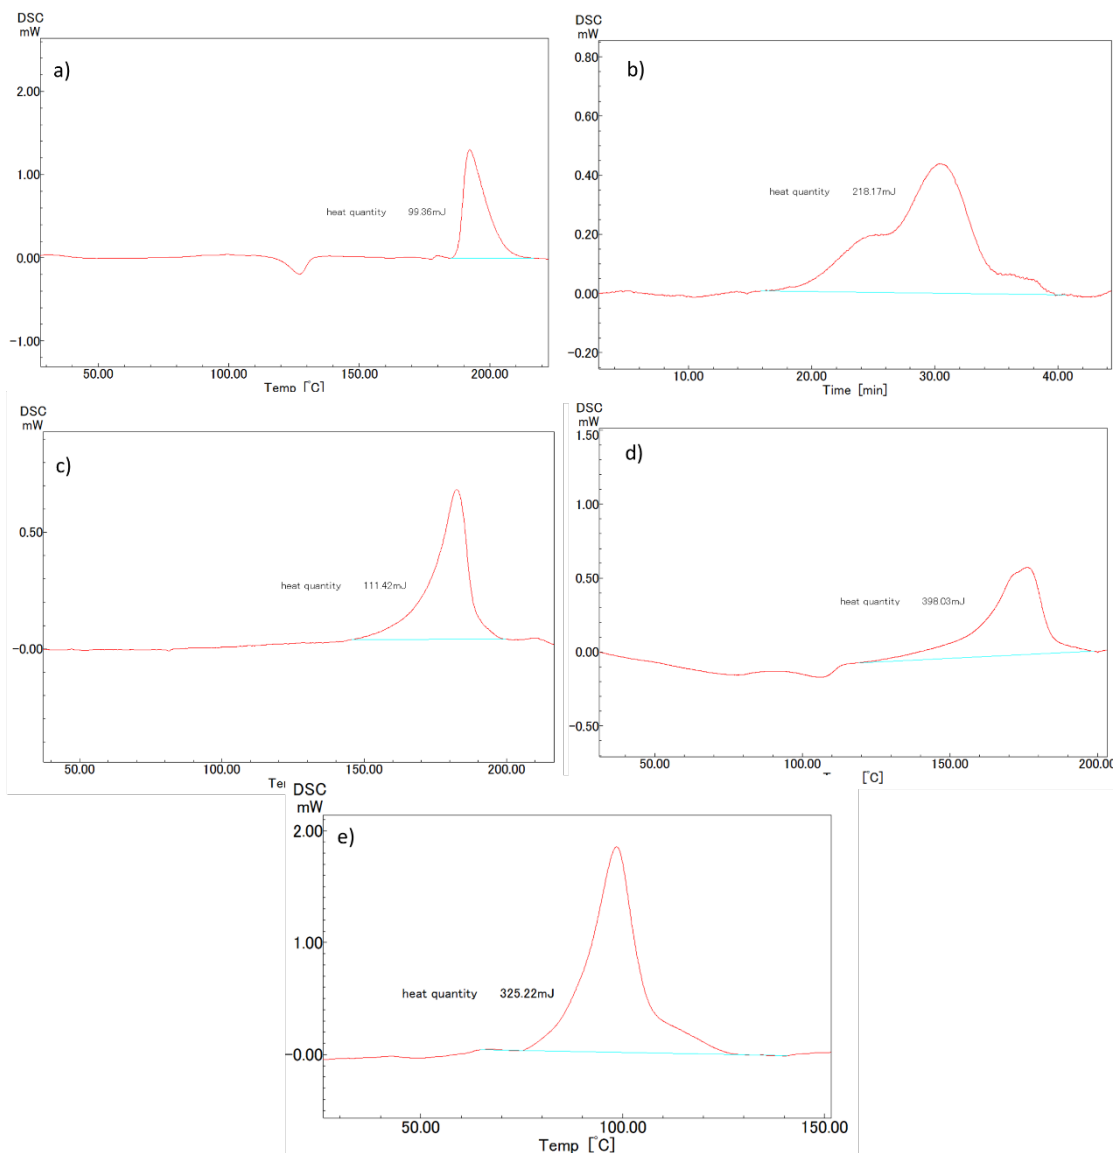 DSC
mW
a)
2.00
1.00
0.00
-1.00
heat quantity 99.36mJ
50.00 100.00 150.00 200.00
Temp [°C]
DSC
mW
b)
0.80
0.60
0.40
0.20
0.00
-0.20
heat quantity 218.17mJ
10.00 20.00 30.00 40.00
Time [min]
DSC
mW
c)
0.50
-0.00
heat quantity 111.42mJ
50.00 100.00 150.00 200.00
Te
DSC
mW
d)
1.50
1.00
0.50
0.00
-0.50
heat quantity 398.03mJ
50.00 100.00 150.00 200.00
[°C]
DSC
mW
e)
2.00
1.00
-0.00
heat quantity 325.22mJ
50.00 100.00 150.00
Temp [°C]